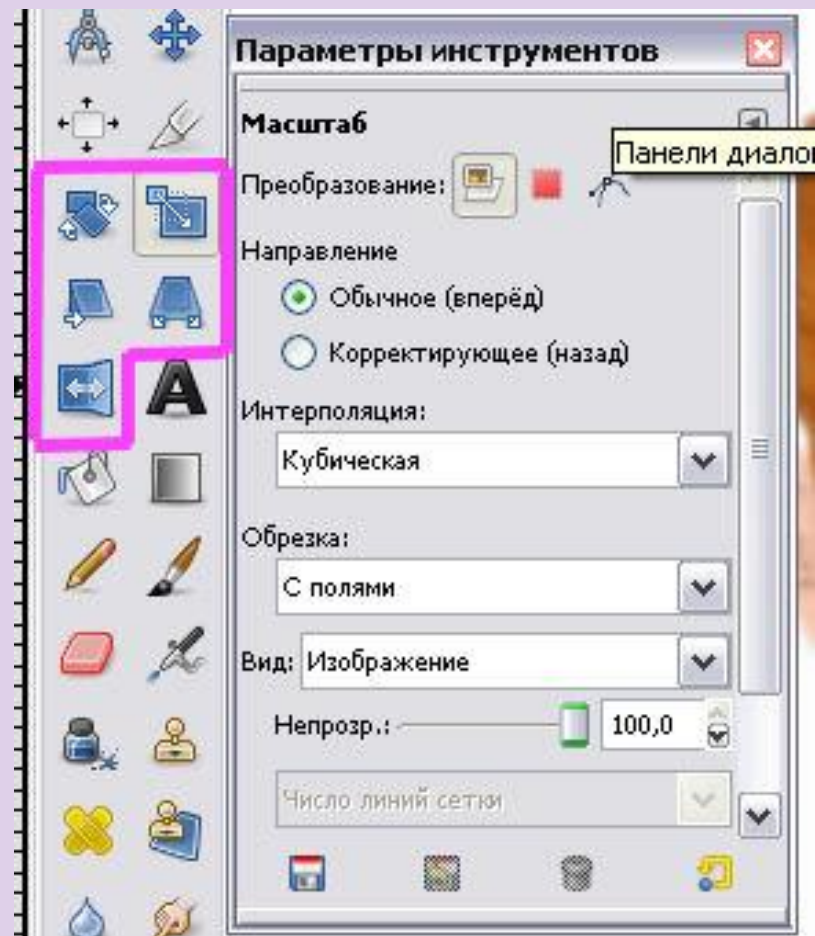 Параметры инструментов
Масштаб
Панели диало
Преобразование:
Направление
Обычное (вперёд)
Корректирующее (назад)
Интерполяция:
Кубическая
Обрезка:
С полями
Вид: Изображение
Непрозр.: 100,0
Число линий сетки